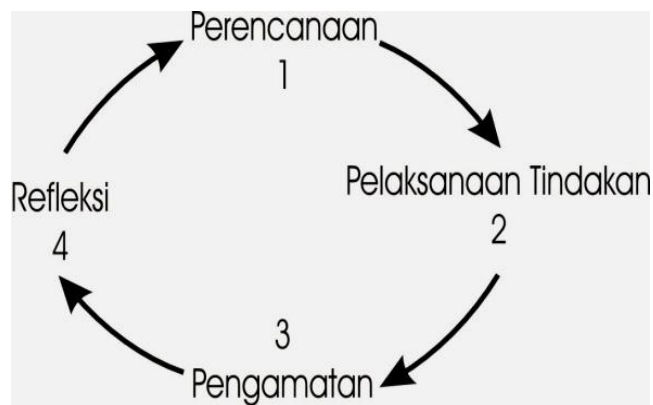 Perencanaan
1
Pelaksanaan Tindakan
2
3
Pengamatan
Refleksi
4